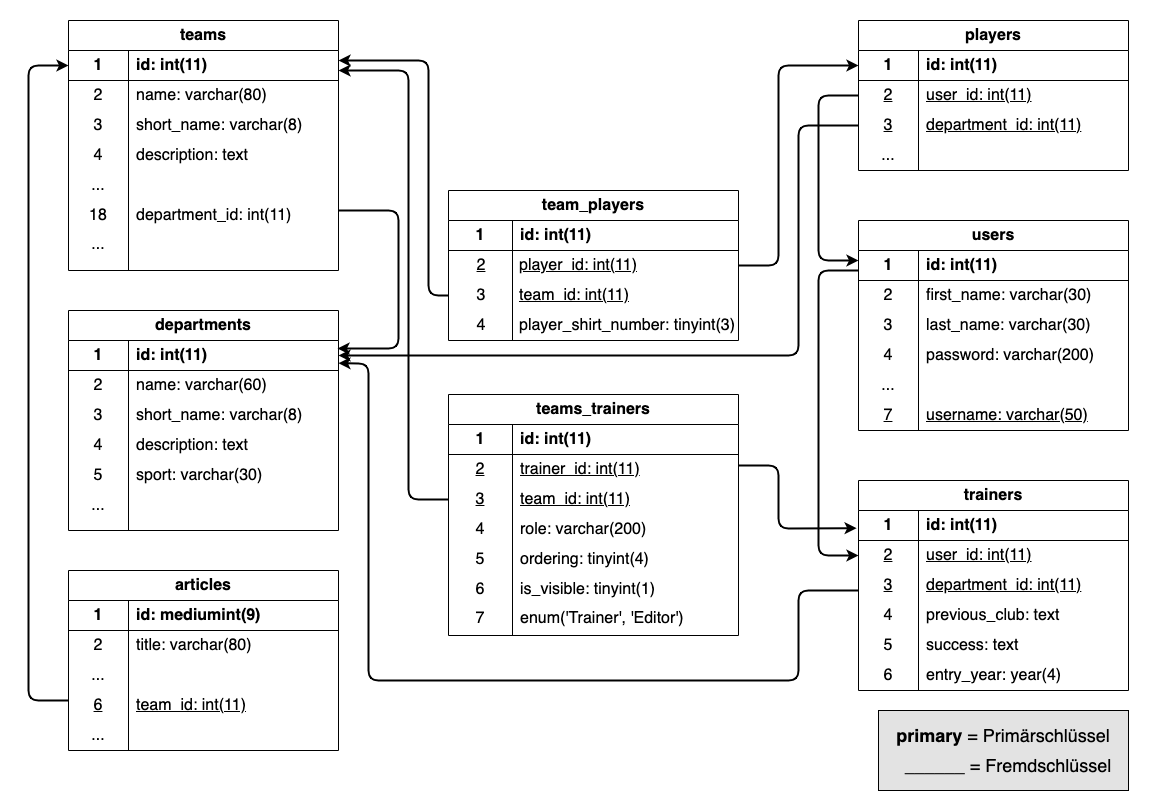 teams
1 id: int(11)
2 name: varchar(80)
3 short_name: varchar(8)
4 description: text
...
18 department_id: int(11)
...
departments
1 id: int(11)
2 name: varchar(60)
3 short_name: varchar(8)
4 description: text
5 sport: varchar(30)
...
articles
1 id: mediumint(9)
2 title: varchar(80)
...
6 team_id: int(11)
...
team_players
1 id: int(11)
2 player_id: int(11)
3 team_id: int(11)
4 player_shirt_number: tinyint(3)
teams_trainers
1 id: int(11)
2 trainer_id: int(11)
3 team_id: int(11)
4 role: varchar(200)
5 ordering: tinyint(4)
6 is_visible: tinyint(1)
7 enum('Trainer', 'Editor')
players
1 id: int(11)
2 user_id: int(11)
3 department_id: int(11)
...
users
1 id: int(11)
2 first_name: varchar(30)
3 last_name: varchar(30)
4 password: varchar(200)
...
7 username: varchar(50)
trainers
1 id: int(11)
2 user_id: int(11)
3 department_id: int(11)
4 previous_club: text
5 success: text
6 entry_year: year(4)
primary = Primärschlüssel
______ = Fremdschlüssel